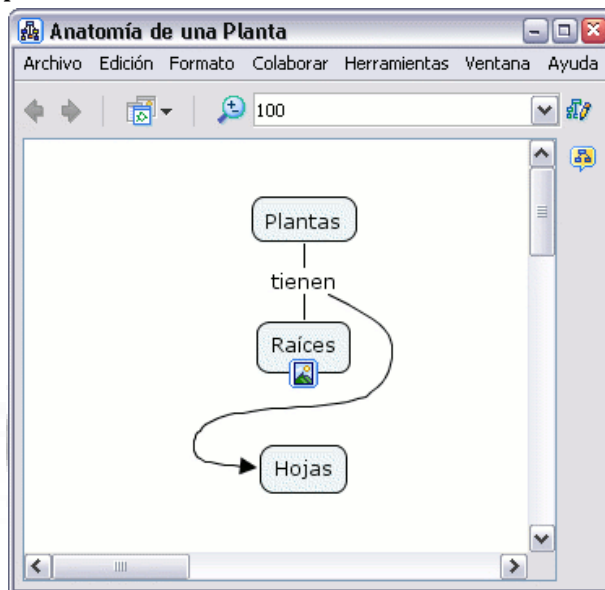 Anatomía de una Planta
Archivo Edición Formato Colaborar Herramientas Ventana Ayuda
100
Plantas
tienen
Raíces
Hojas